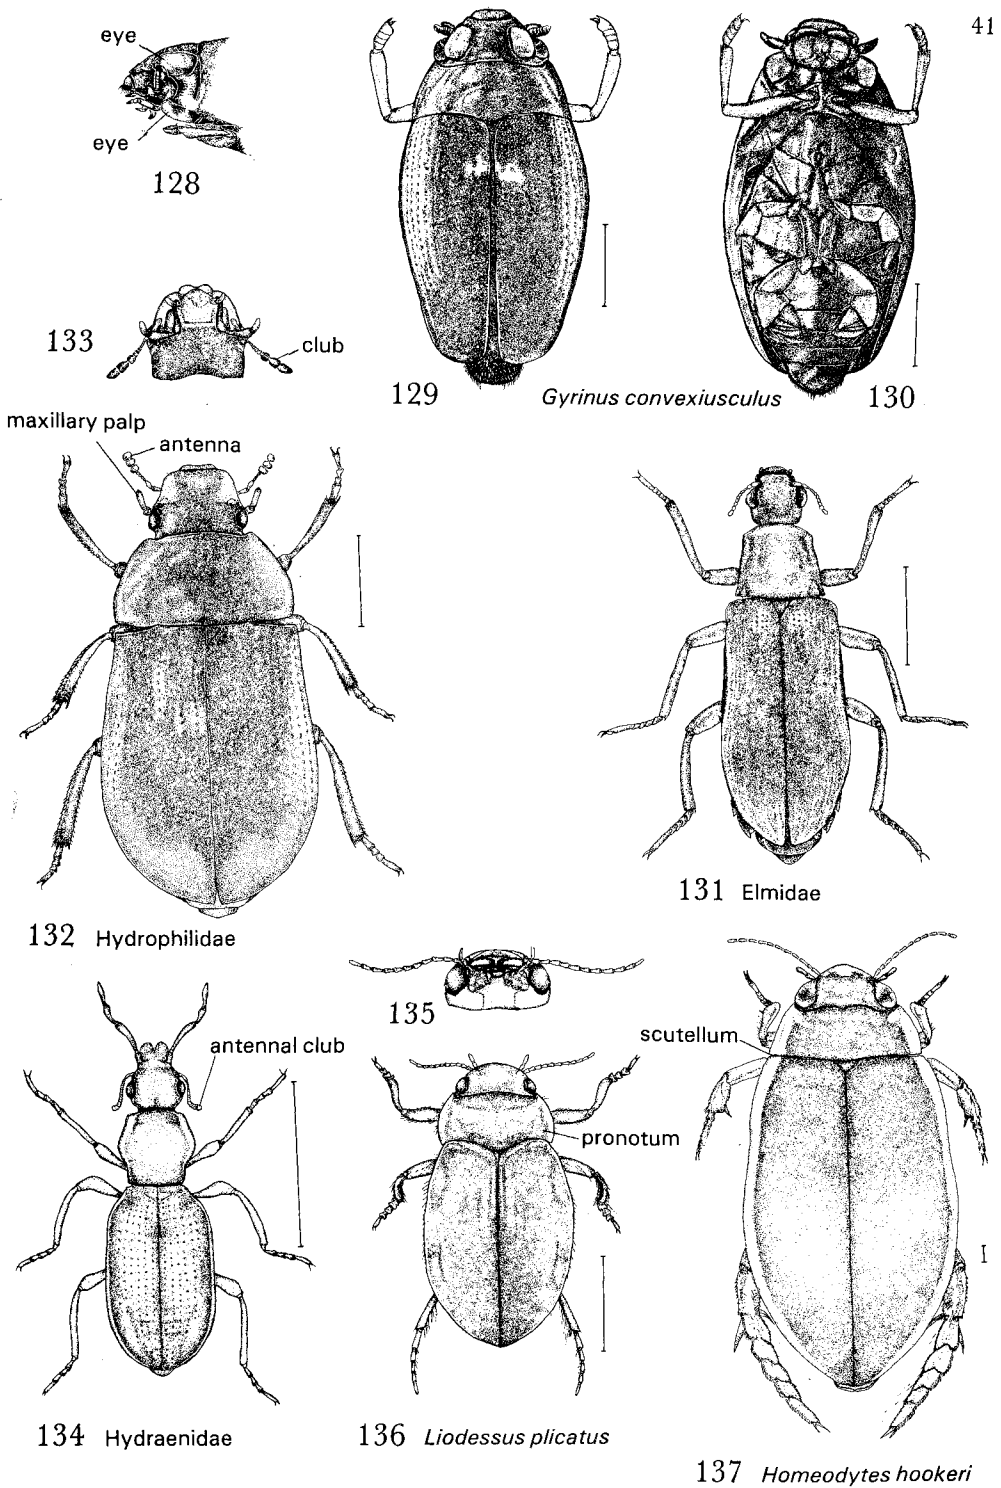 41
eye
eye
128
133
club
129
Gyrinus convexiusculus
130
maxillary palp
antenna
131 Elmidae
132 Hydrophilidae
135
scutellum
antennal club
pronotum
134 Hydraenidae
136 Liodessus plicatus
137 Homeodytes hookeri